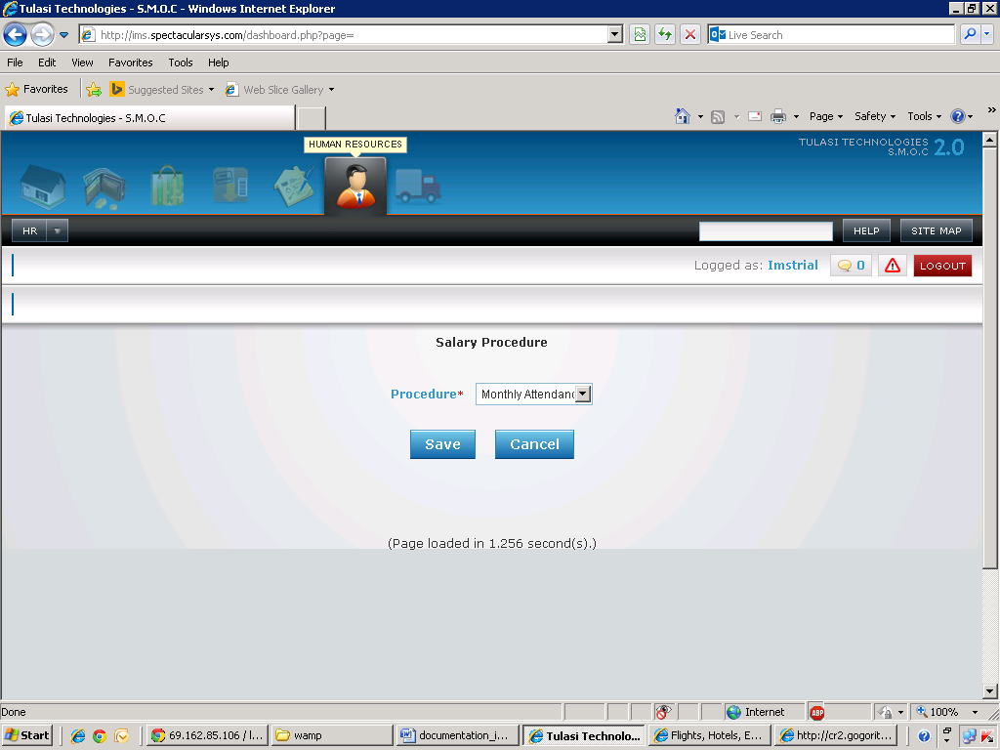 Tulasi Technologies - S.M.O.C - Windows Internet Explorer
http://ims.spectacularsys.com/dashboard.php?page=
Live Search
File Edit View Favorites Tools Help
Favorites Suggested Sites Web Slice Gallery
Tulasi Technologies - S.M.O.C
Page Safety Tools »
HUMAN RESOURCES
TULASI TECHNOLOGIES
S.M.O.C 2.0
HR HELP SITE MAP
Logged as: Imstrial 0 LOGOUT
Salary Procedure
Procedure* Monthly Attendanc
Save Cancel
(Page loaded in 1.256 second(s).)
Done Internet ABP 100%
Start 69.162.85.106 / l... wamp documentation_i... Tulasi Technolo... Flights, Hotels, E... http://cr2.gogorit...